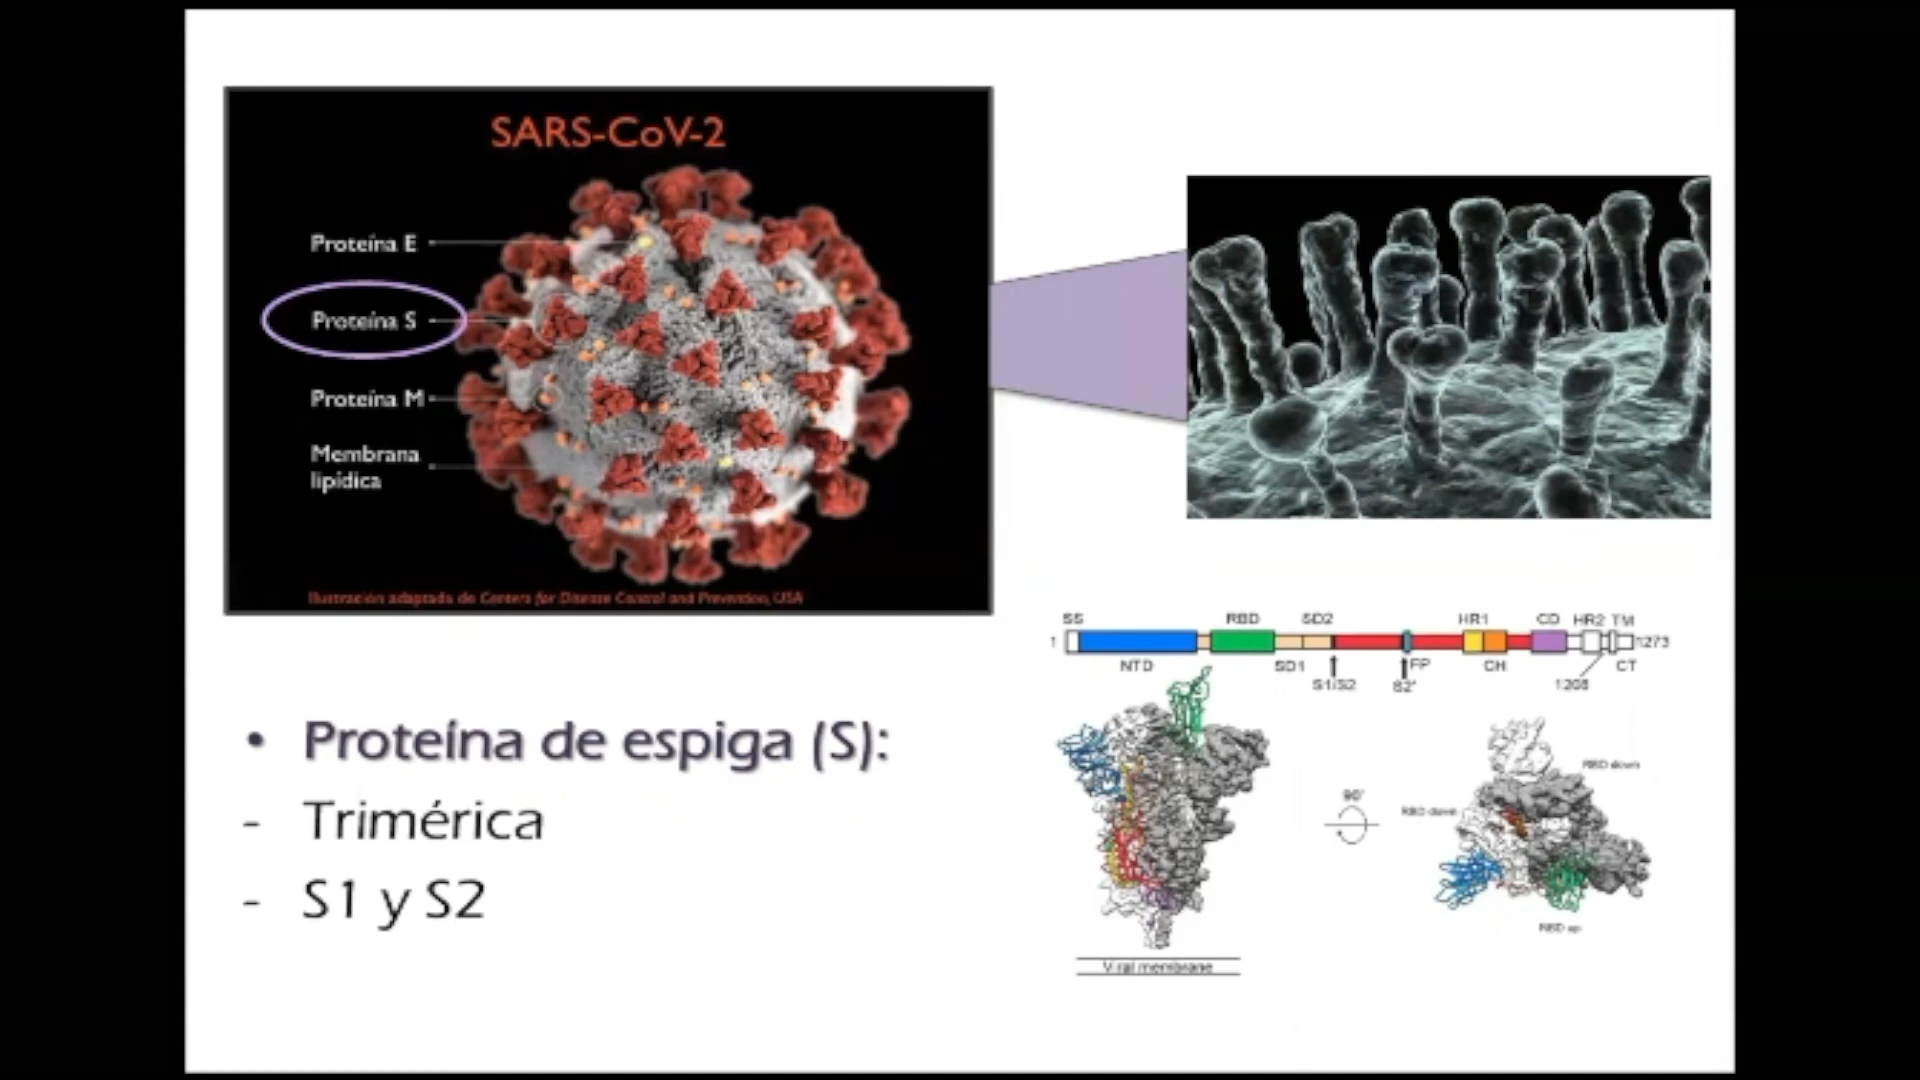 SARS-CoV-2
Proteína E
Proteína S
Proteína M
Membrana
lipídica
Ilustración adaptada de Centers for Disease Control and Prevention, USA
SS RBD SD2 HR1 CD HR2 TM
1 1273
NTD SD1 FP CH CT
S1/S2 S2' 1208
• Proteína de espiga (S):
- Trimérica
- S1 y S2
90°
RBD down
RBD down
RBD up
Viral membrane